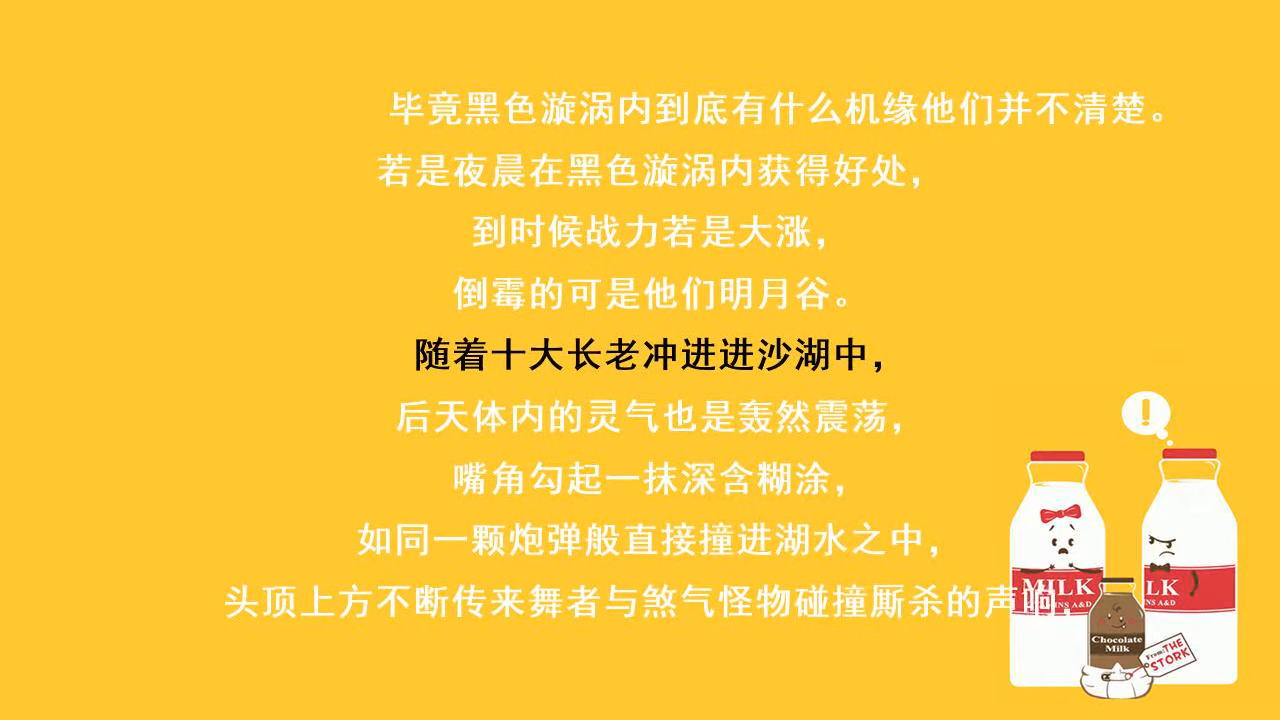 毕竟黑色漩涡内到底有什么机缘他们并不清楚。
若是夜晨在黑色漩涡内获得好处，
到时候战力若是大涨，
倒霉的可是他们明月谷。
随着十大长老冲进进沙湖中，
后天体内的灵气也是轰然震荡，
嘴角勾起一抹深含糊涂，
如同一颗炮弹般直接撞进湖水之中，
头顶上方不断传来舞者与煞气怪物碰撞厮杀的声响，
!
MILK
INS A&D
LK
NS A&D
Chocolate
Milk
From: THE
STORK